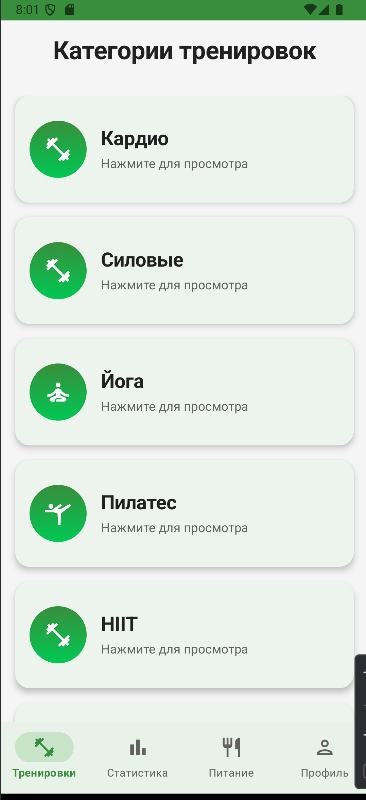 8:01
Категории тренировок
Кардио
Нажмите для просмотра
Силовые
Нажмите для просмотра
Йога
Нажмите для просмотра
Пилатес
Нажмите для просмотра
HIIT
Нажмите для просмотра
Тренировки Статистика Питание Профиль